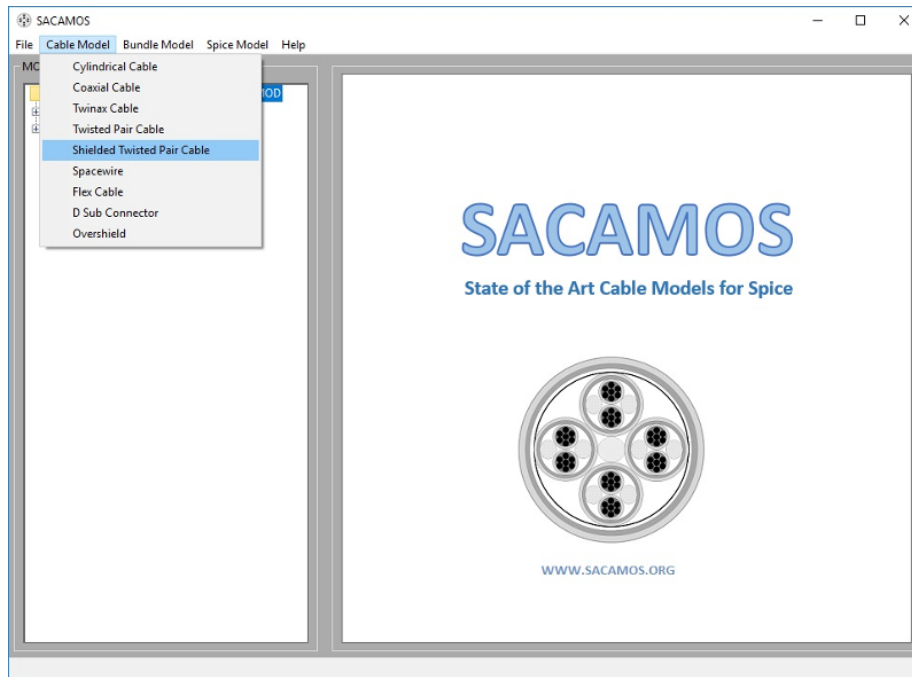 SACAMOS
File Cable Model Bundle Model Spice Model Help
MO
Cylindrical Cable
Coaxial Cable
Twinax Cable
Twisted Pair Cable
Shielded Twisted Pair Cable
Spacewire
Flex Cable
D Sub Connector
Overshield
MOD
SACAMOS
State of the Art Cable Models for Spice
WWW.SACAMOS.ORG